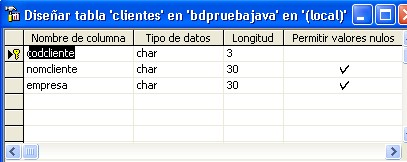 Diseñar tabla 'clientes' en 'bdpruebajava' en '(local)'
Nombre de columna Tipo de datos Longitud Permitir valores nulos
codcliente char 3
nomcliente char 30 ✓
empresa char 30 ✓